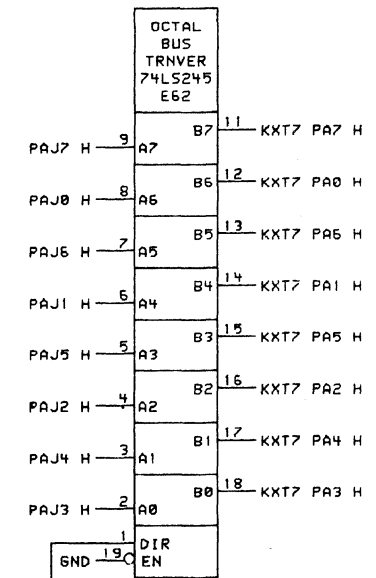 OCTAL
BUS
TRNVER
74LS245
E62
B7 11 KXT7 PA7 H
PAJ7 H 9 A7
B6 12 KXT7 PA0 H
PAJ0 H 8 A6
B5 13 KXT7 PA6 H
PAJ6 H 7 A5
B4 14 KXT7 PA1 H
PAJ1 H 6 A4
B3 15 KXT7 PA5 H
PAJ5 H 5 A3
B2 16 KXT7 PA2 H
PAJ2 H 4 A2
B1 17 KXT7 PA4 H
PAJ4 H 3 A1
B0 18 KXT7 PA3 H
PAJ3 H 2 A0
1 DIR
GND 19 EN